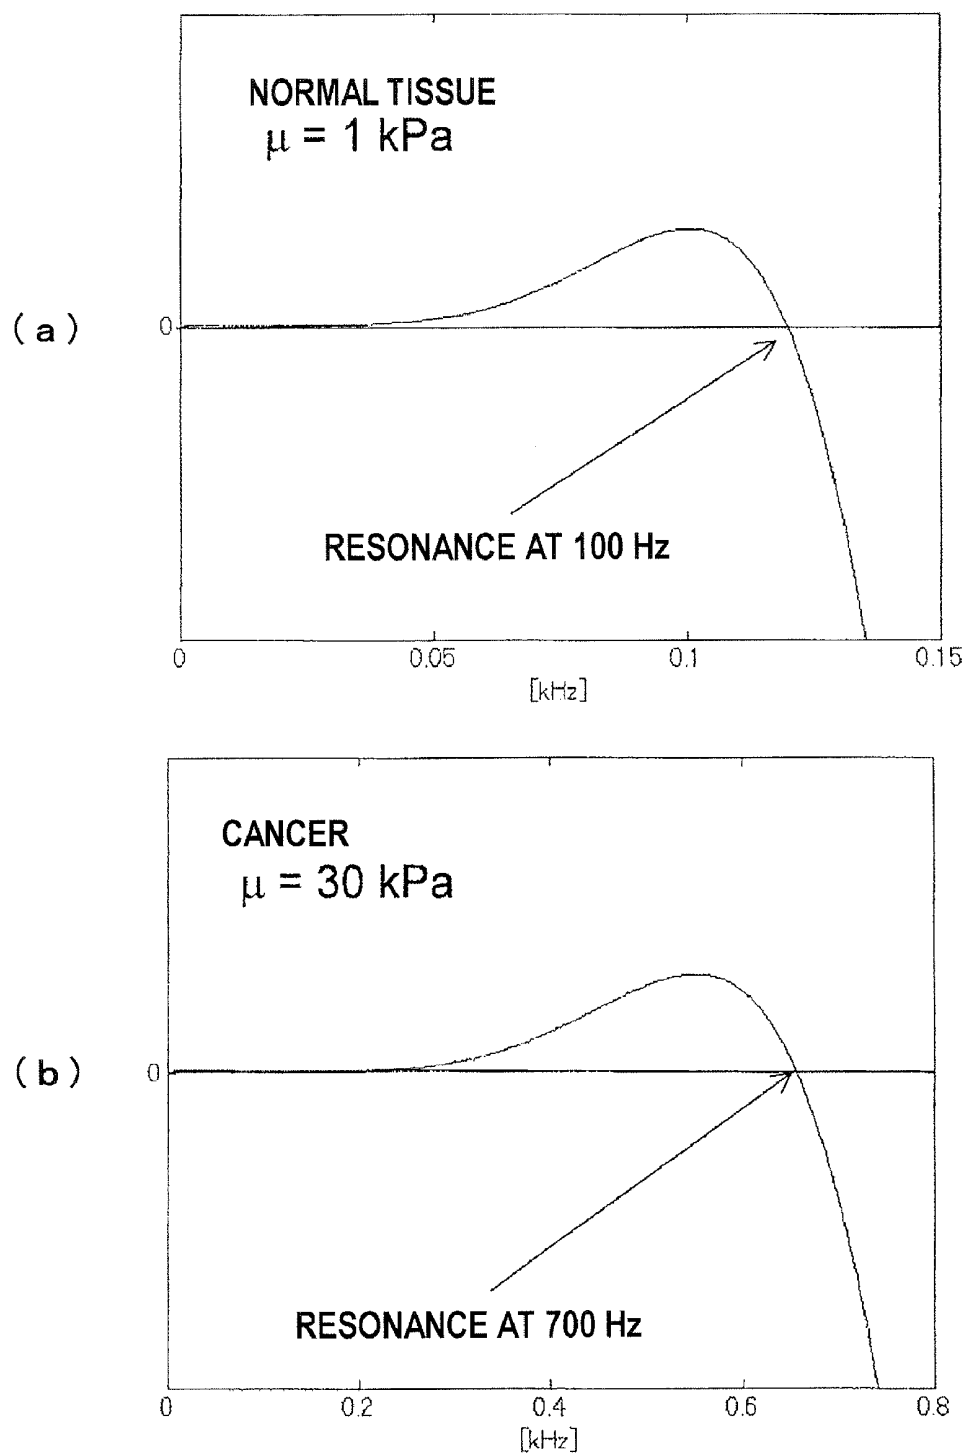 NORMAL TISSUE
μ = 1 kPa
(a)
0
RESONANCE AT 100 Hz
0 0.05 0.1 0.15
[kHz]
CANCER
μ = 30 kPa
(b)
0
RESONANCE AT 700 Hz
0 0.2 0.4 0.6 0.8
[kHz]